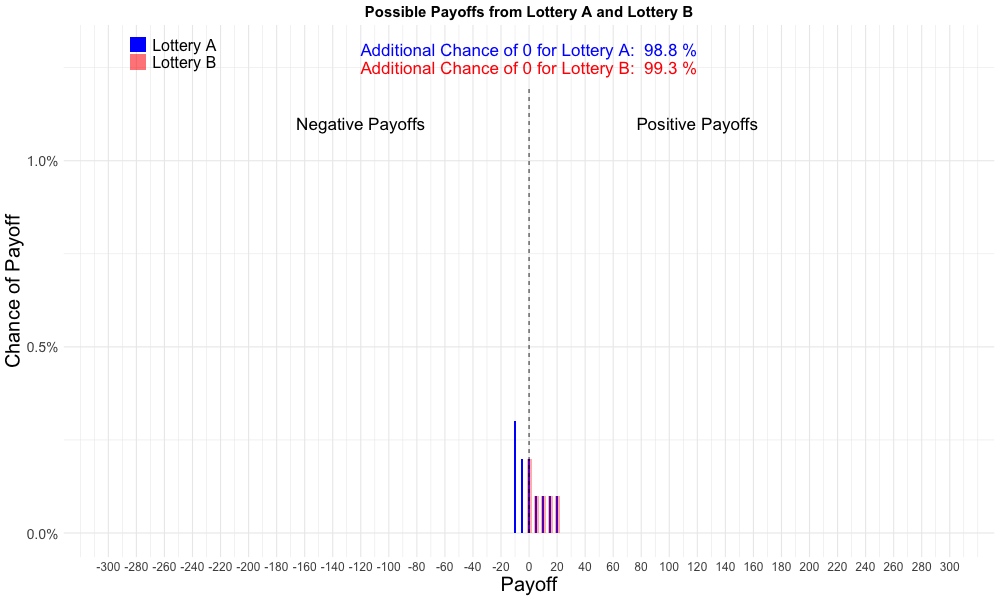 Possible Payoffs from Lottery A and Lottery B
Lottery A
Lottery B
Additional Chance of 0 for Lottery A: 98.8 %
Additional Chance of 0 for Lottery B: 99.3 %
Negative Payoffs
Positive Payoffs
Chance of Payoff
1.0%
0.5%
0.0%
-300 -280 -260 -240 -220 -200 -180 -160 -140 -120 -100 -80 -60 -40 -20 0 20 40 60 80 100 120 140 160 180 200 220 240 260 280 300
Payoff